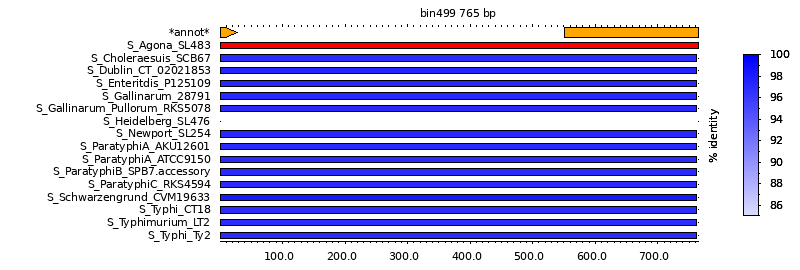 bin499 765 bp
*annot*
S_Agona_SL483
S_Choleraesuis_SCB67
S_Dublin_CT_02021853
S_Enteritdis_P125109
S_Gallinarum_28791
S_Gallinarum_Pullorum_RKS5078
S_Heidelberg_SL476
S_Newport_SL254
S_ParatyphiA_AKU12601
S_ParatyphiA_ATCC9150
S_ParatyphiB_SPB7.accessory
S_ParatyphiC_RKS4594
S_Schwarzengrund_CVM19633
S_Typhi_CT18
S_Typhimurium_LT2
S_Typhi_Ty2
100.0 200.0 300.0 400.0 500.0 600.0 700.0
% identity
100
98
96
94
92
90
88
86